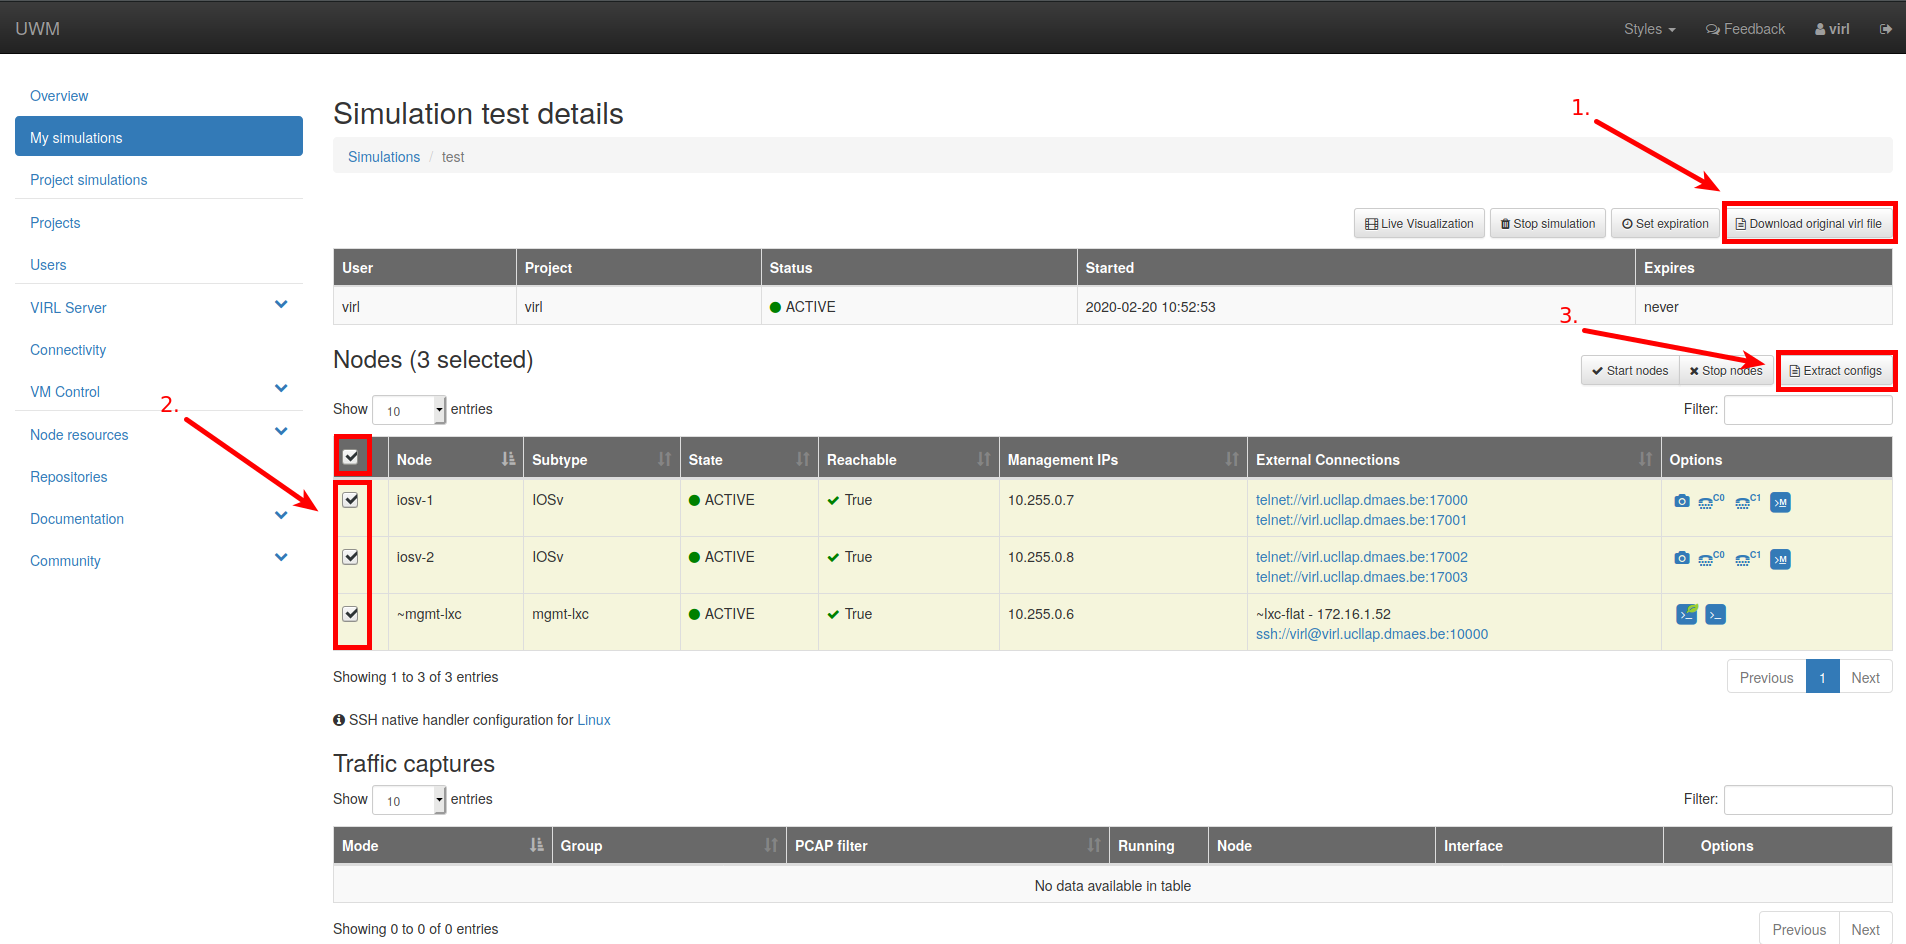 UWM
Styles Feedback virl
Overview
My simulations
Project simulations
Projects
Users
VIRL Server
Connectivity
VM Control
Node resources
Repositories
Documentation
Community
Simulation test details
Simulations / test
1.
Live Visualization Stop simulation Set expiration Download original virl file
User Project Status Started Expires
virl virl ACTIVE 2020-02-20 10:52:53 never
3.
Nodes (3 selected)
Start nodes Stop nodes Extract configs
2.
Show 10 entries Filter:
Node Subtype State Reachable Management IPs External Connections Options
iosv-1 IOSv ACTIVE True 10.255.0.7 telnet://virl.ucllap.dmaes.be:17000 C0 C1 >M
telnet://virl.ucllap.dmaes.be:17001
iosv-2 IOSv ACTIVE True 10.255.0.8 telnet://virl.ucllap.dmaes.be:17002 C0 C1 >M
telnet://virl.ucllap.dmaes.be:17003
~mgmt-lxc mgmt-lxc ACTIVE True 10.255.0.6 ~lxc-flat - 172.16.1.52 >_ >_
ssh://virl@virl.ucllap.dmaes.be:10000
Showing 1 to 3 of 3 entries Previous 1 Next
SSH native handler configuration for Linux
Traffic captures
Show 10 entries Filter:
Mode Group PCAP filter Running Node Interface Options
No data available in table
Showing 0 to 0 of 0 entries Previous Next